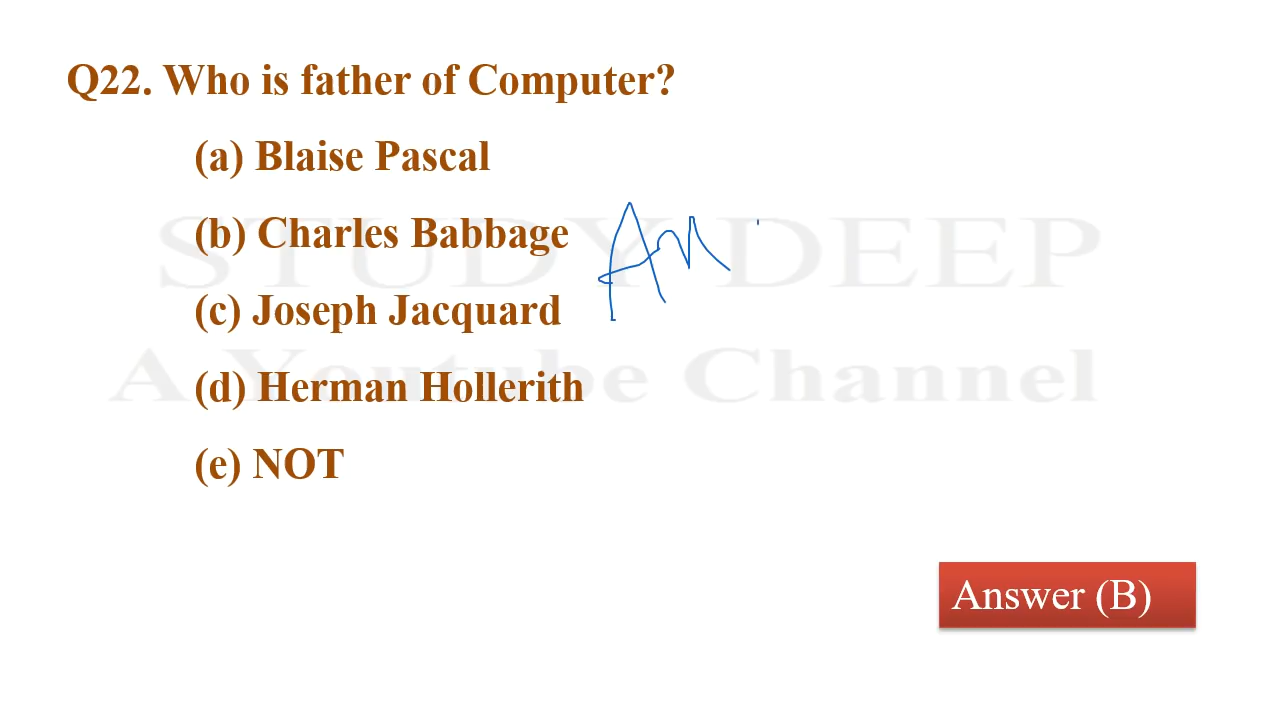 Q22. Who is father of Computer?
(a) Blaise Pascal
(b) Charles Babbage
(c) Joseph Jacquard
(d) Herman Hollerith
(e) NOT
STUDY DEEP
A Youtube Channel
Answer (B)